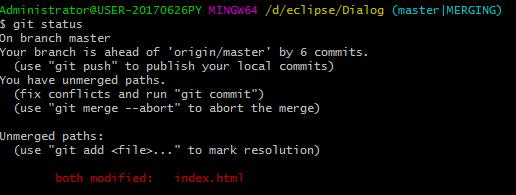 Administrator@USER-20170626PY MINGW64 /d/eclipse/Dialog (master|MERGING)
$ git status
On branch master
Your branch is ahead of 'origin/master' by 6 commits.
  (use "git push" to publish your local commits)
You have unmerged paths.
  (fix conflicts and run "git commit")
  (use "git merge --abort" to abort the merge)

Unmerged paths:
  (use "git add <file>..." to mark resolution)

        both modified:   index.html